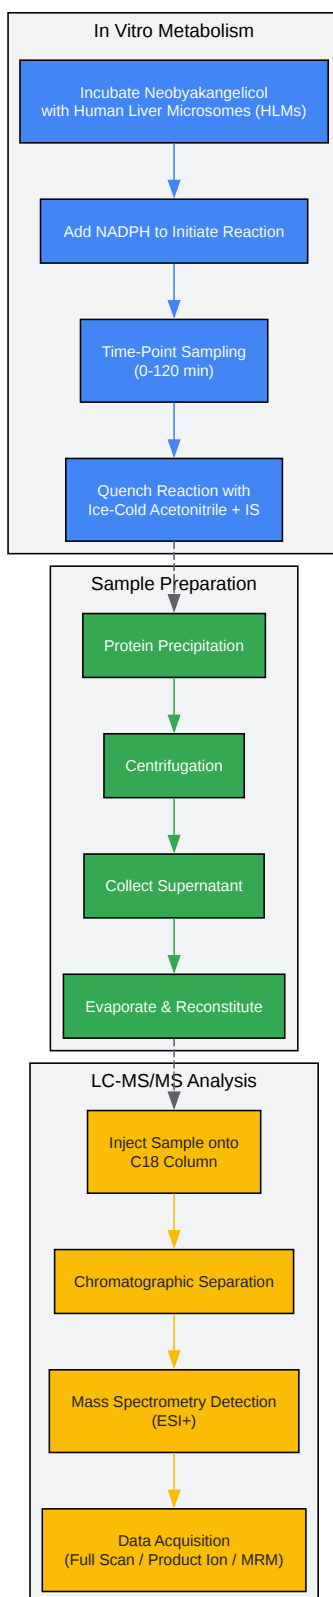 In Vitro Metabolism
Incubate Neobyakangelicol
with Human Liver Microsomes (HLMs)
Add NADPH to Initiate Reaction
Time-Point Sampling
(0-120 min)
Quench Reaction with
Ice-Cold Acetonitrile + IS
Sample Preparation
Protein Precipitation
Centrifugation
Collect Supernatant
Evaporate & Reconstitute
LC-MS/MS Analysis
Inject Sample onto
C18 Column
Chromatographic Separation
Mass Spectrometry Detection
(ESI+)
Data Acquisition
(Full Scan / Product Ion / MRM)